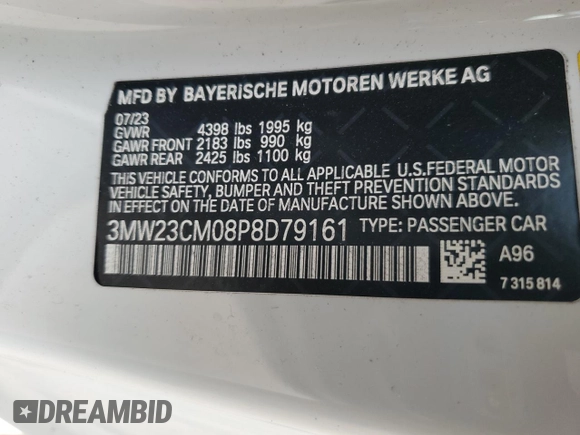 MFD BY BAYERISCHE MOTOREN WERKE AG
07/23
GVWR 4398 lbs 1995 kg
GAWR FRONT 2183 lbs 990 kg
GAWR REAR 2425 lbs 1100 kg
THIS VEHICLE CONFORMS TO ALL APPLICABLE U.S.FEDERAL MOTOR
VEHICLE SAFETY, BUMPER AND THEFT PREVENTION STANDARDS
IN EFFECT ON THE DATE OF MANUFACTURE SHOWN ABOVE.
3MW23CM08P8D79161 TYPE: PASSENGER CAR
A96
7 315 814
DREAMBID